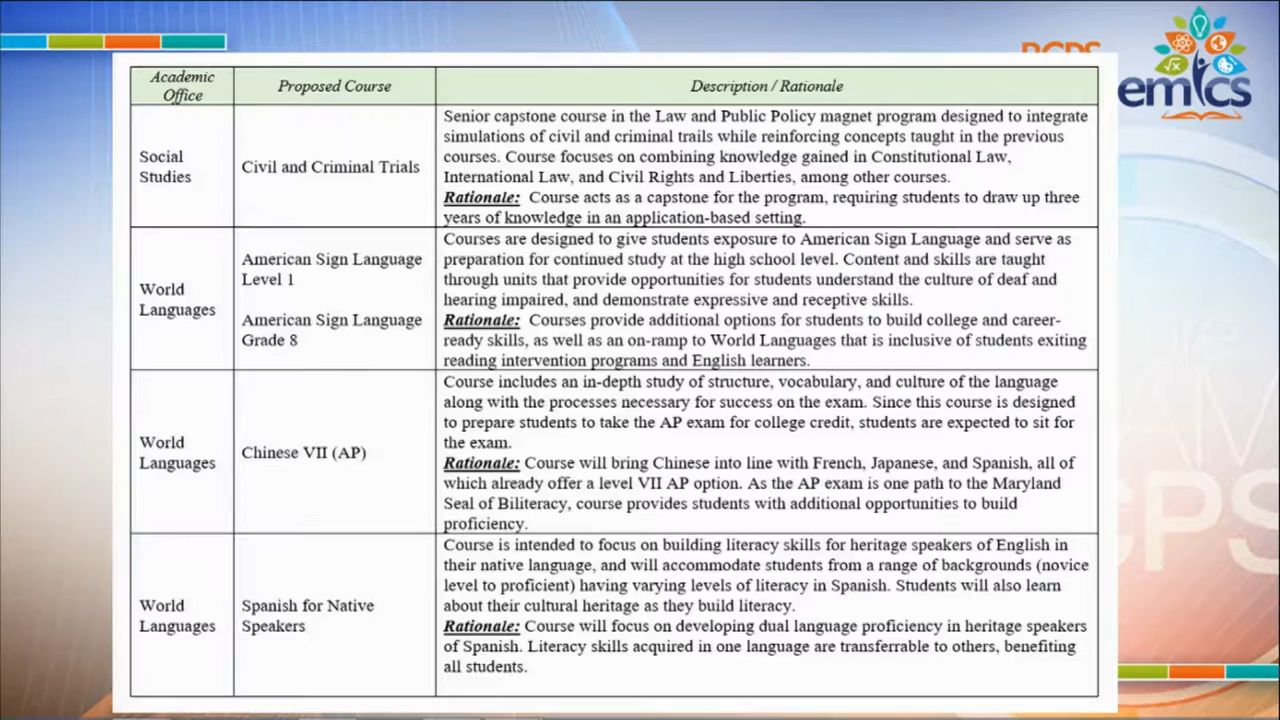 emics
Academic Office
Proposed Course
Description / Rationale
Social
Studies
Civil and Criminal Trials
Senior capstone course in the Law and Public Policy magnet program designed to integrate
simulations of civil and criminal trails while reinforcing concepts taught in the previous
courses. Course focuses on combining knowledge gained in Constitutional Law,
International Law, and Civil Rights and Liberties, among other courses.
Rationale: Course acts as a capstone for the program, requiring students to draw up three
years of knowledge in an application-based setting.
World
Languages
American Sign Language
Level 1
American Sign Language
Grade 8
Courses are designed to give students exposure to American Sign Language and serve as
preparation for continued study at the high school level. Content and skills are taught
through units that provide opportunities for students understand the culture of deaf and
hearing impaired, and demonstrate expressive and receptive skills.
Rationale: Courses provide additional options for students to build college and career-
ready skills, as well as an on-ramp to World Languages that is inclusive of students exiting
reading intervention programs and English learners.
World
Languages
Chinese VII (AP)
Course includes an in-depth study of structure, vocabulary, and culture of the language
along with the processes necessary for success on the exam. Since this course is designed
to prepare students to take the AP exam for college credit, students are expected to sit for
the exam.
Rationale: Course will bring Chinese into line with French, Japanese, and Spanish, all of
which already offer a level VII AP option. As the AP exam is one path to the Maryland
Seal of Biliteracy, course provides students with additional opportunities to build
proficiency.
World
Languages
Spanish for Native
Speakers
Course is intended to focus on building literacy skills for heritage speakers of English in
their native language, and will accommodate students from a range of backgrounds (novice
level to proficient) having varying levels of literacy in Spanish. Students will also learn
about their cultural heritage as they build literacy.
Rationale: Course will focus on developing dual language proficiency in heritage speakers
of Spanish. Literacy skills acquired in one language are transferrable to others, benefiting
all students.